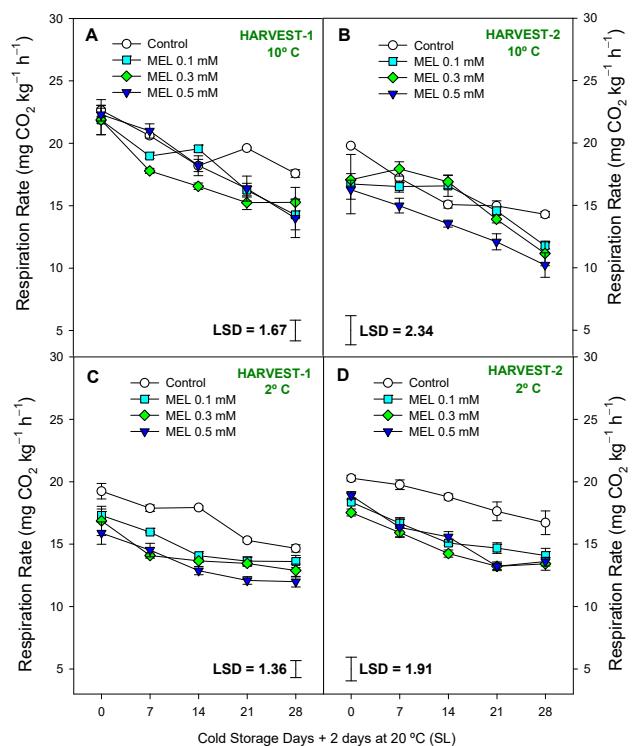 A
HARVEST-1
10º C
Control
MEL 0.1 mM
MEL 0.3 mM
MEL 0.5 mM
30
25
20
15
10
5
Respiration Rate (mg CO₂ kg⁻¹ h⁻¹)
LSD = 1.67
B
HARVEST-2
10º C
Control
MEL 0.1 mM
MEL 0.3 mM
MEL 0.5 mM
30
25
20
15
10
5
Respiration Rate (mg CO₂ kg⁻¹ h⁻¹)
LSD = 2.34
C
HARVEST-1
2º C
Control
MEL 0.1 mM
MEL 0.3 mM
MEL 0.5 mM
30
25
20
15
10
5
Respiration Rate (mg CO₂ kg⁻¹ h⁻¹)
LSD = 1.36
0 7 14 21 28
D
HARVEST-2
2º C
Control
MEL 0.1 mM
MEL 0.3 mM
MEL 0.5 mM
30
25
20
15
10
5
Respiration Rate (mg CO₂ kg⁻¹ h⁻¹)
LSD = 1.91
0 7 14 21 28
Cold Storage Days + 2 days at 20 ºC (SL)